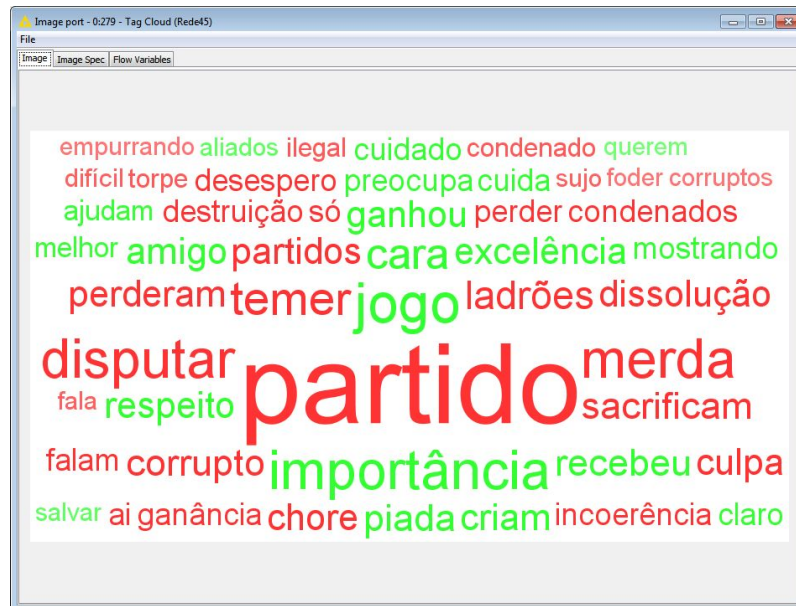 Image port - 0:279 - Tag Cloud (Rede45)
File
Image Image Spec Flow Variables
empurrando aliados ilegal cuidado condenado querem
difícil torpe desespero preocupa cuida sujo foder corruptos
ajudam destruição só ganhou perder condenados
melhor amigo partidos cara excelência mostrando
perderam temer jogo ladrões dissolução
disputar partido merda
fala respeito sacrificam
falam corrupto importância recebeu culpa
salvar ai ganância chore piada criam incoerência claro